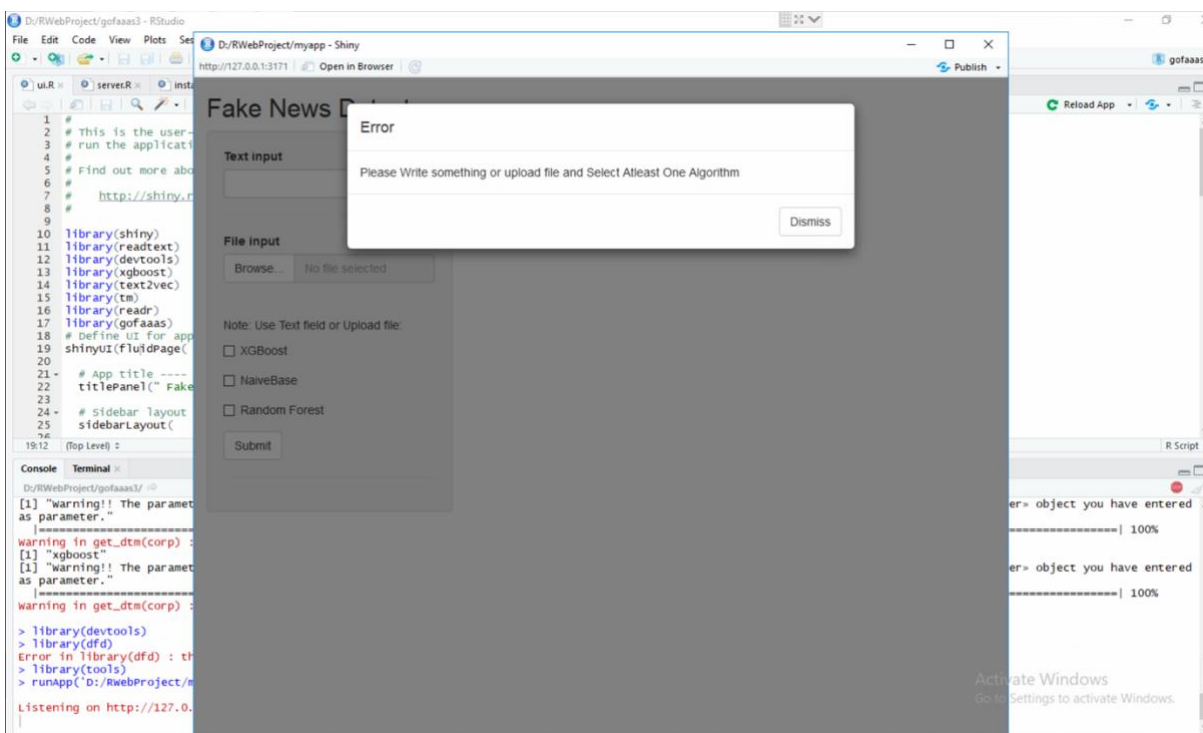 D:/RWebProject/gofaaas3 - RStudio
File Edit Code View Plots Ses
D:/RWebProject/myapp - Shiny
http://127.0.0.1:3171 Open in Browser Publish
gofaaas
ui.R server.R insta
Reload App
1 #
2 # This is the user-
3 # run the applicati
4 #
5 # Find out more abo
6 #
7 # http://shiny.r
8 #
9
10 library(shiny)
11 library(readtext)
12 library(devtools)
13 library(xgboost)
14 library(text2vec)
15 library(tm)
16 library(readr)
17 library(gofaaas)
18 # Define UI for app
19 shinyUI(fluidPage(
20
21 # App title ----
22 titlePanel(" Fake
23
24 # Sidebar layout
25 sidebarLayout(
26
19:12 (Top Level) R Script
Fake News
Error
Please Write something or upload file and Select Atleast One Algorithm
Dismiss
Text input
File input
Browse... No file selected
Note: Use Text field or Upload file:
XGBoost
NaiveBase
Random Forest
Submit
Console Terminal
D:/RWebProject/gofaaas3/
[1] "Warning!! The paramet er» object you have entered
as parameter."
|======================| 100%
Warning in get_dtm(corp) :
[1] "xgboost"
[1] "Warning!! The paramet er» object you have entered
as parameter."
|======================| 100%
Warning in get_dtm(corp) :
> library(devtools)
> library(dfd)
Error in library(dfd) : th
> library(tools)
> runApp('D:/RWebProject/m
Listening on http://127.0.
Activate Windows
Go to Settings to activate Windows.